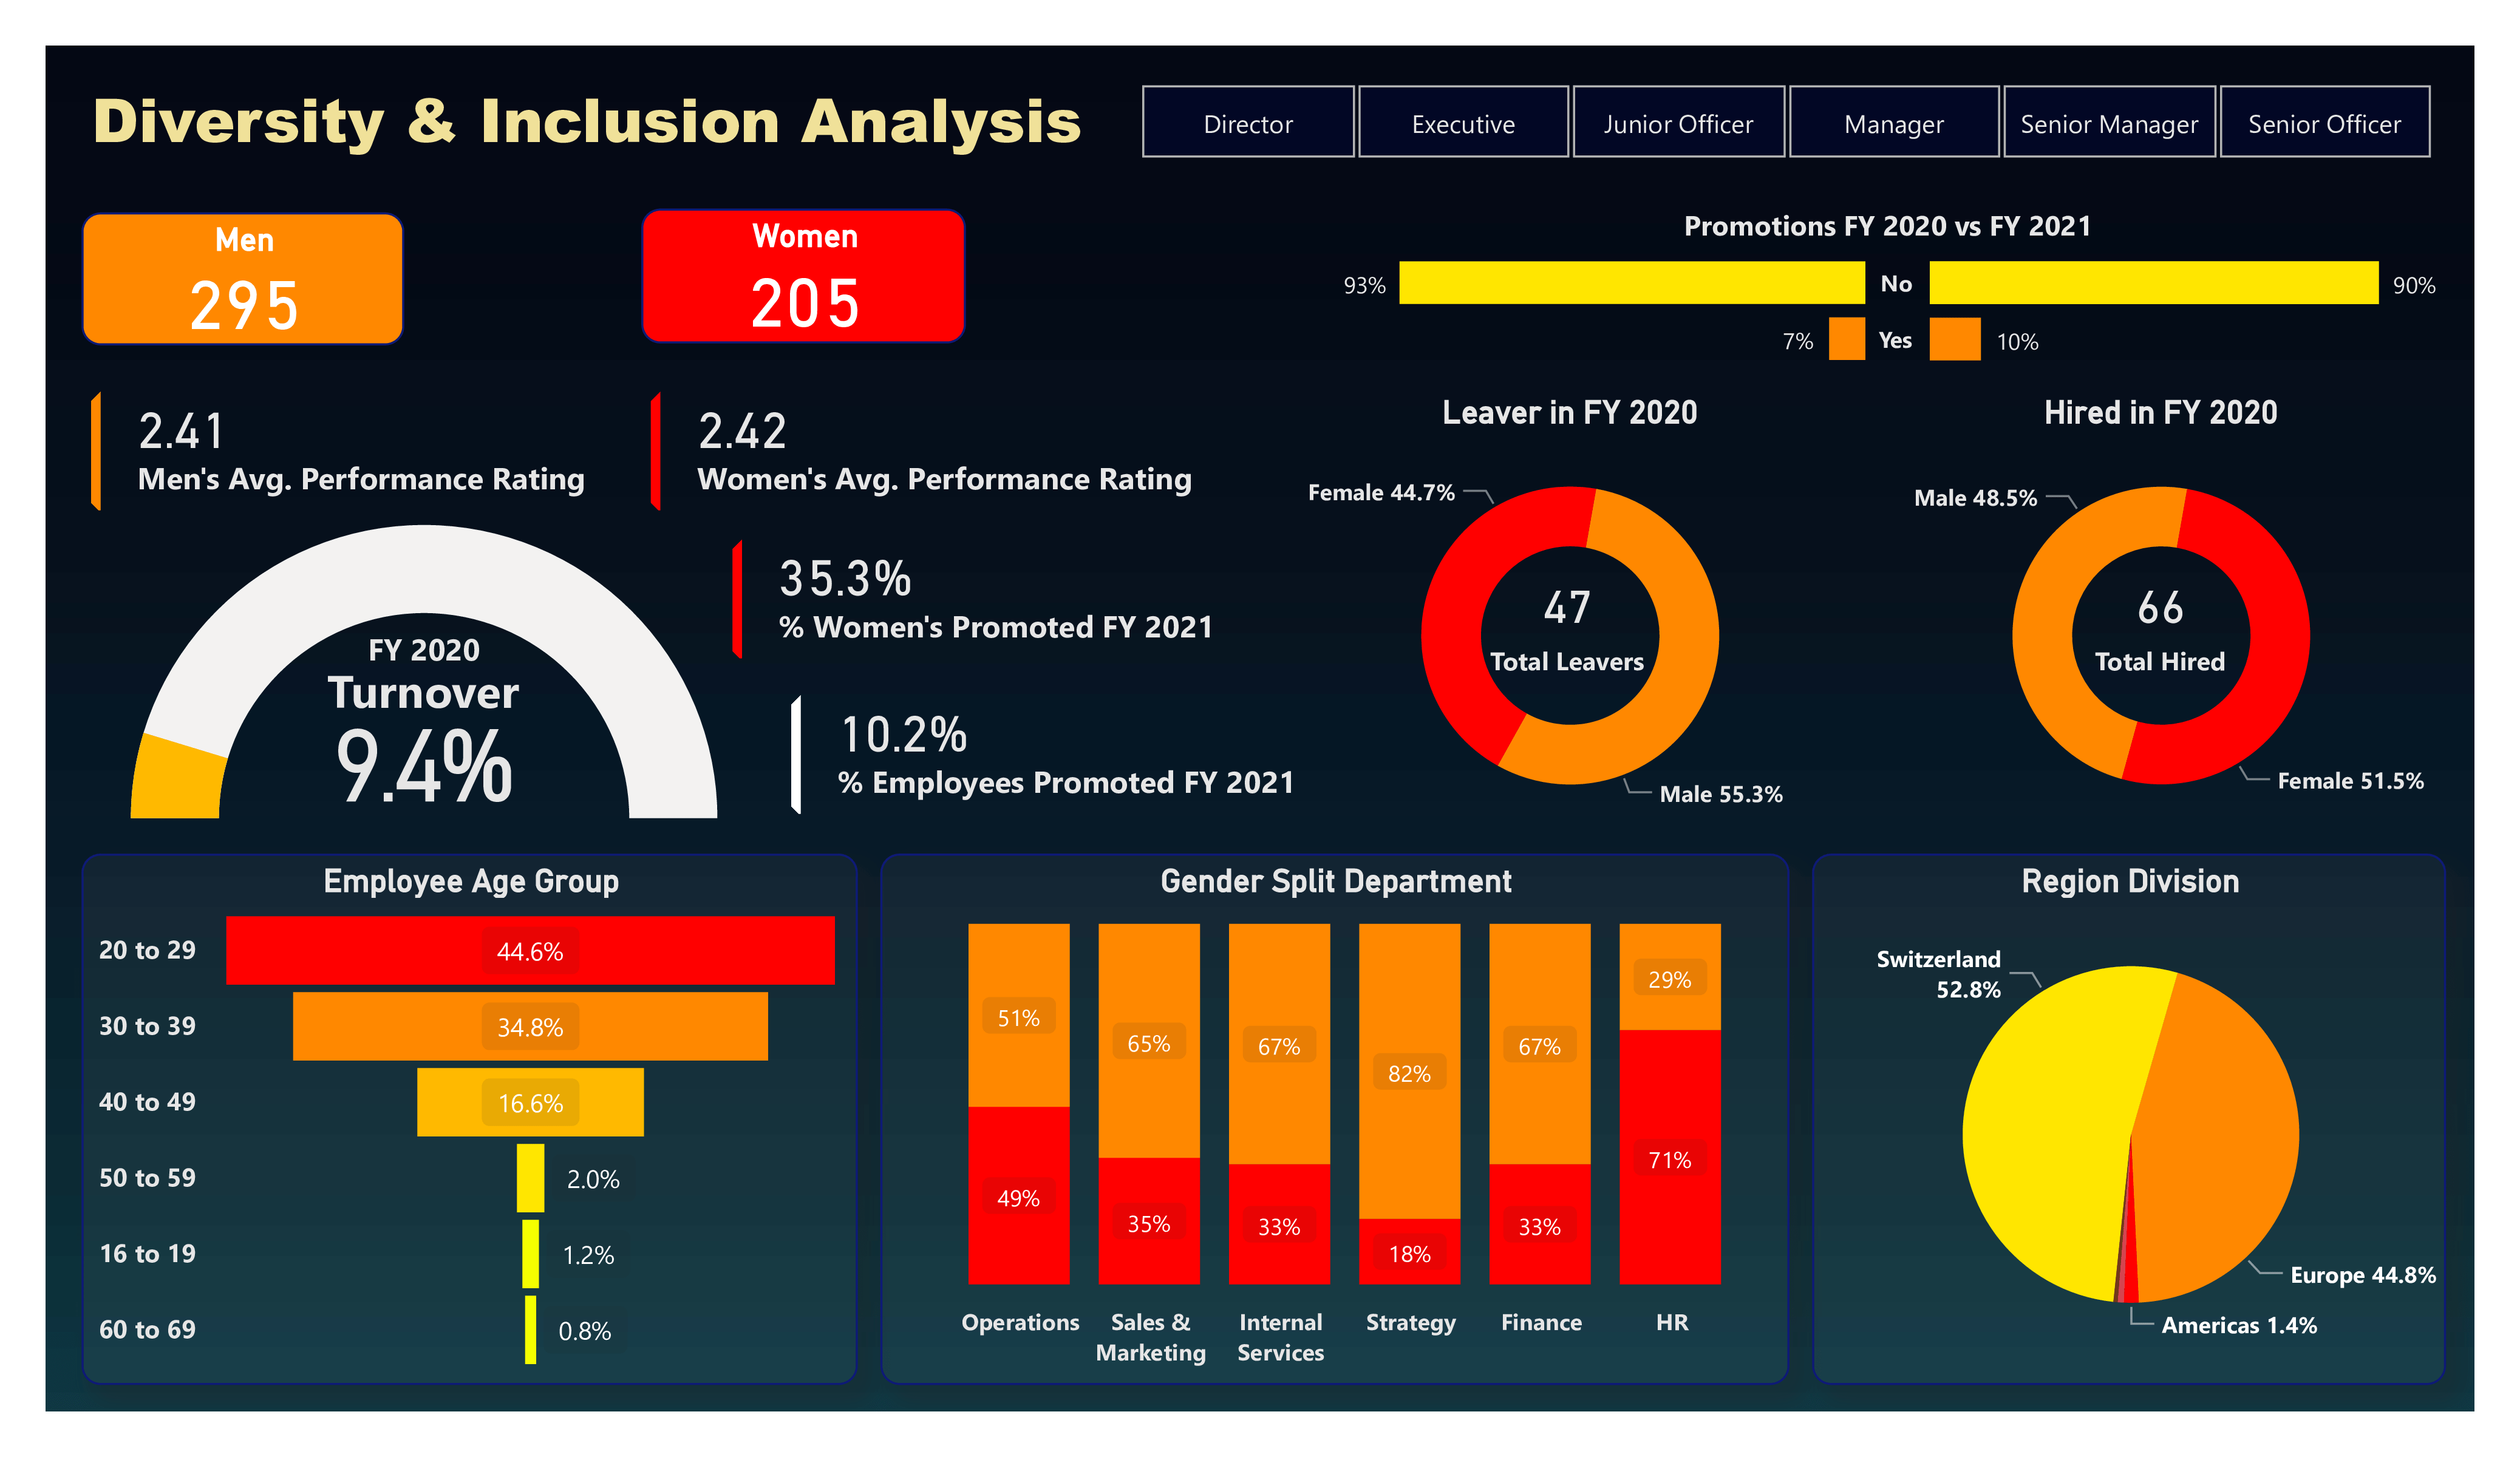 Diversity & Inclusion Analysis
Director
Executive
Junior Officer
Manager
Senior Manager
Senior Officer
Men
295
Women
205
Promotions FY 2020 vs FY 2021
93%
No
90%
7%
Yes
10%
2.41
Men's Avg. Performance Rating
2.42
Women's Avg. Performance Rating
35.3%
% Women's Promoted FY 2021
10.2%
% Employees Promoted FY 2021
FY 2020
Turnover
9.4%
Leaver in FY 2020
Female 44.7%
47
Total Leavers
Male 55.3%
Hired in FY 2020
Male 48.5%
66
Total Hired
Female 51.5%
Employee Age Group
20 to 29
44.6%
30 to 39
34.8%
40 to 49
16.6%
50 to 59
2.0%
16 to 19
1.2%
60 to 69
0.8%
Gender Split Department
51%
65%
67%
82%
67%
29%
49%
35%
33%
18%
33%
71%
Operations
Sales &
Marketing
Internal
Services
Strategy
Finance
HR
Region Division
Switzerland
52.8%
Europe 44.8%
Americas 1.4%